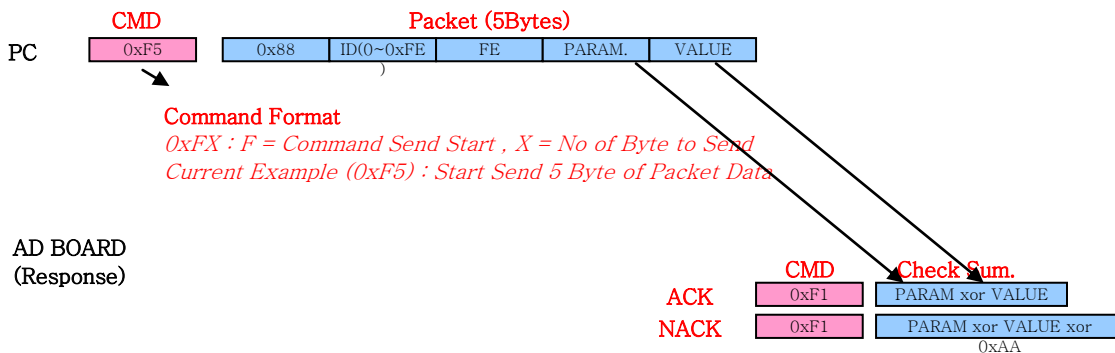 CMD Packet (5Bytes)
PC 0xF5 0x88 ID(0~0xFE FE PARAM. VALUE
)
Command Format
0xFX : F = Command Send Start , X = No of Byte to Send
Current Example (0xF5) : Start Send 5 Byte of Packet Data
AD BOARD
(Response)
CMD Check Sum.
ACK 0xF1 PARAM xor VALUE
NACK 0xF1 PARAM xor VALUE xor
0xAA